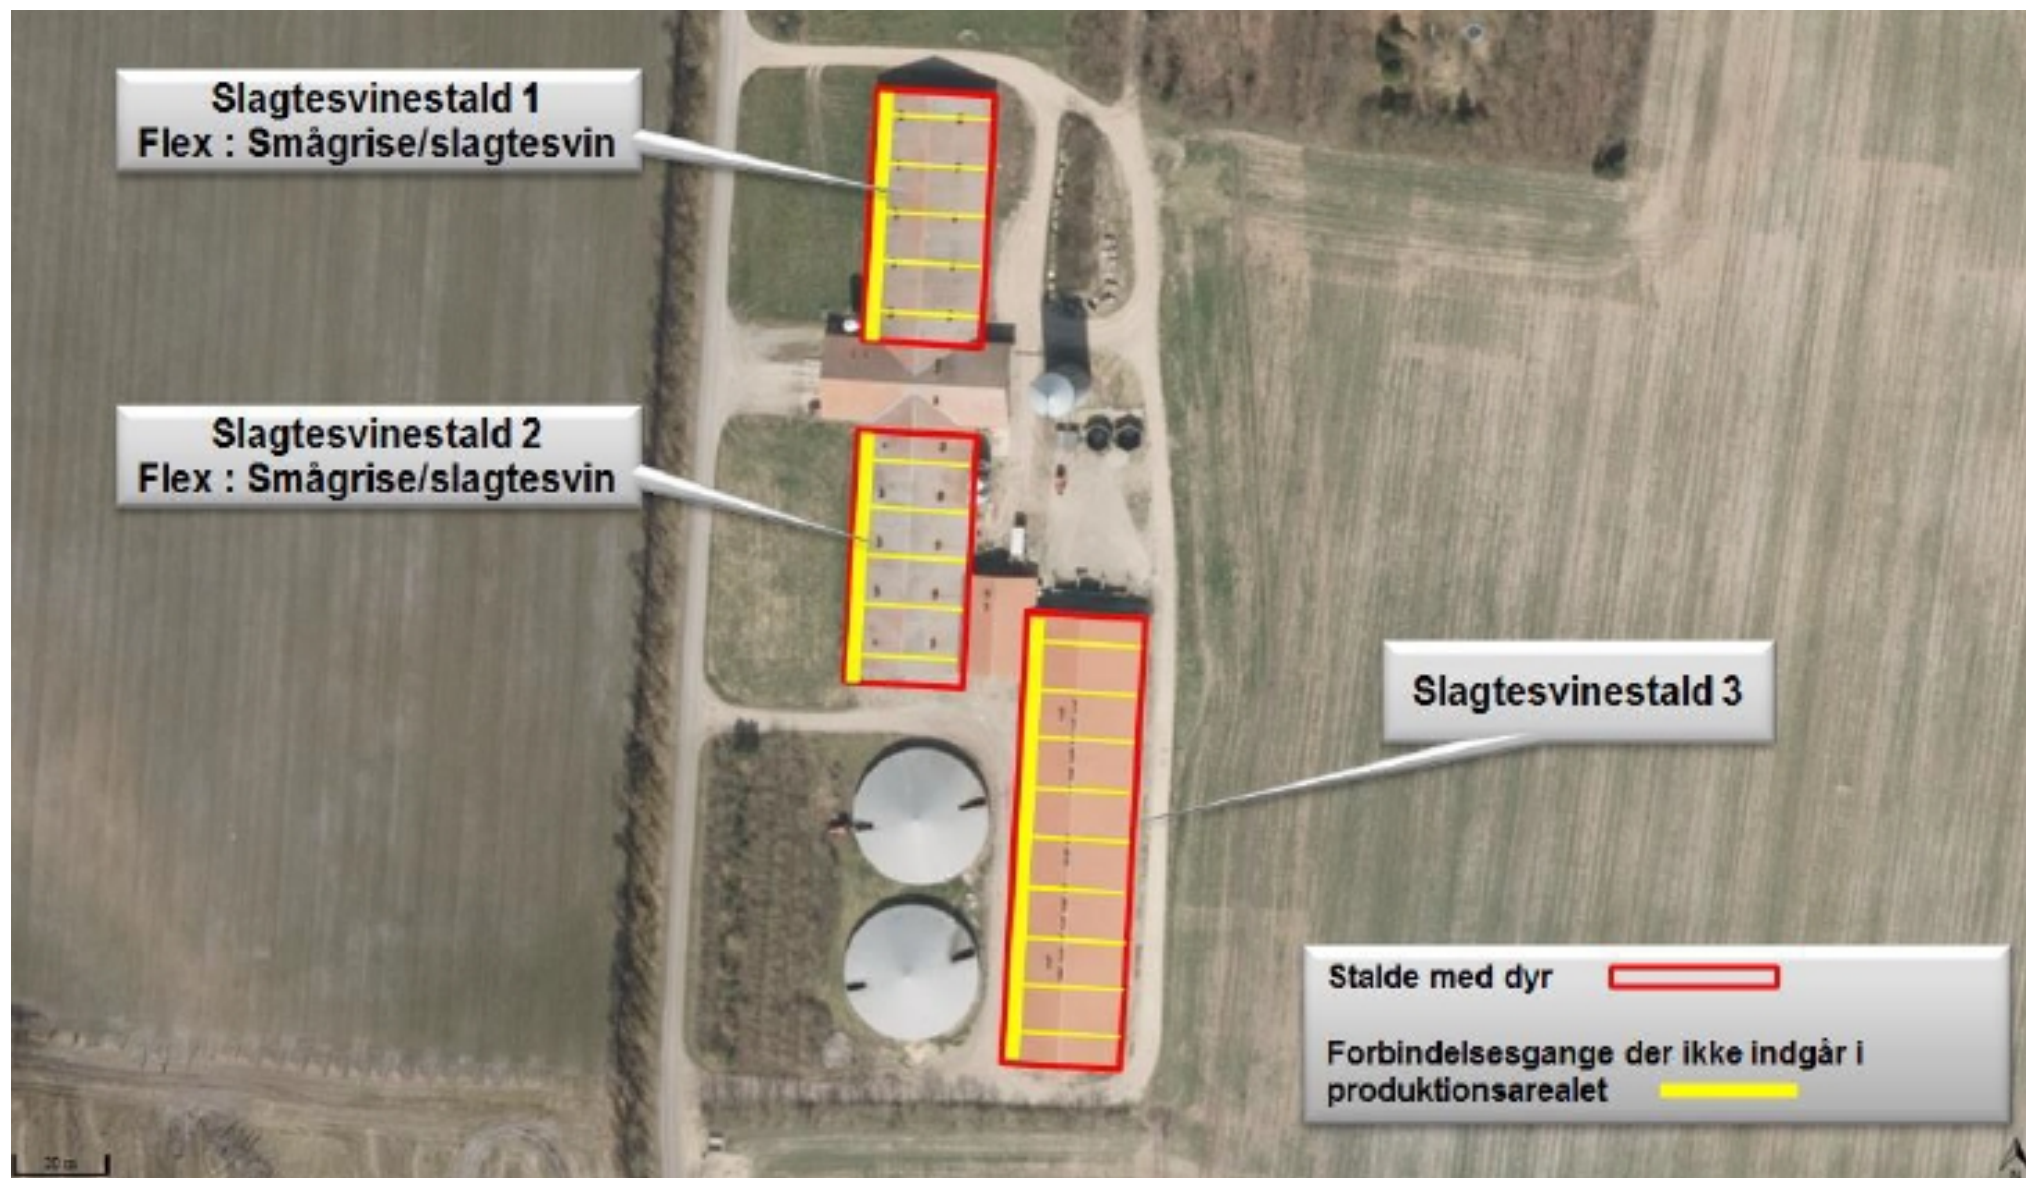 Slagtesvinestald 1
Flex : Smågrise/slagtesvin
Slagtesvinestald 2
Flex : Smågrise/slagtesvin
Slagtesvinestald 3
Stalde med dyr
Forbindelsesgange der ikke indgår i
produktionsarealet
20 m